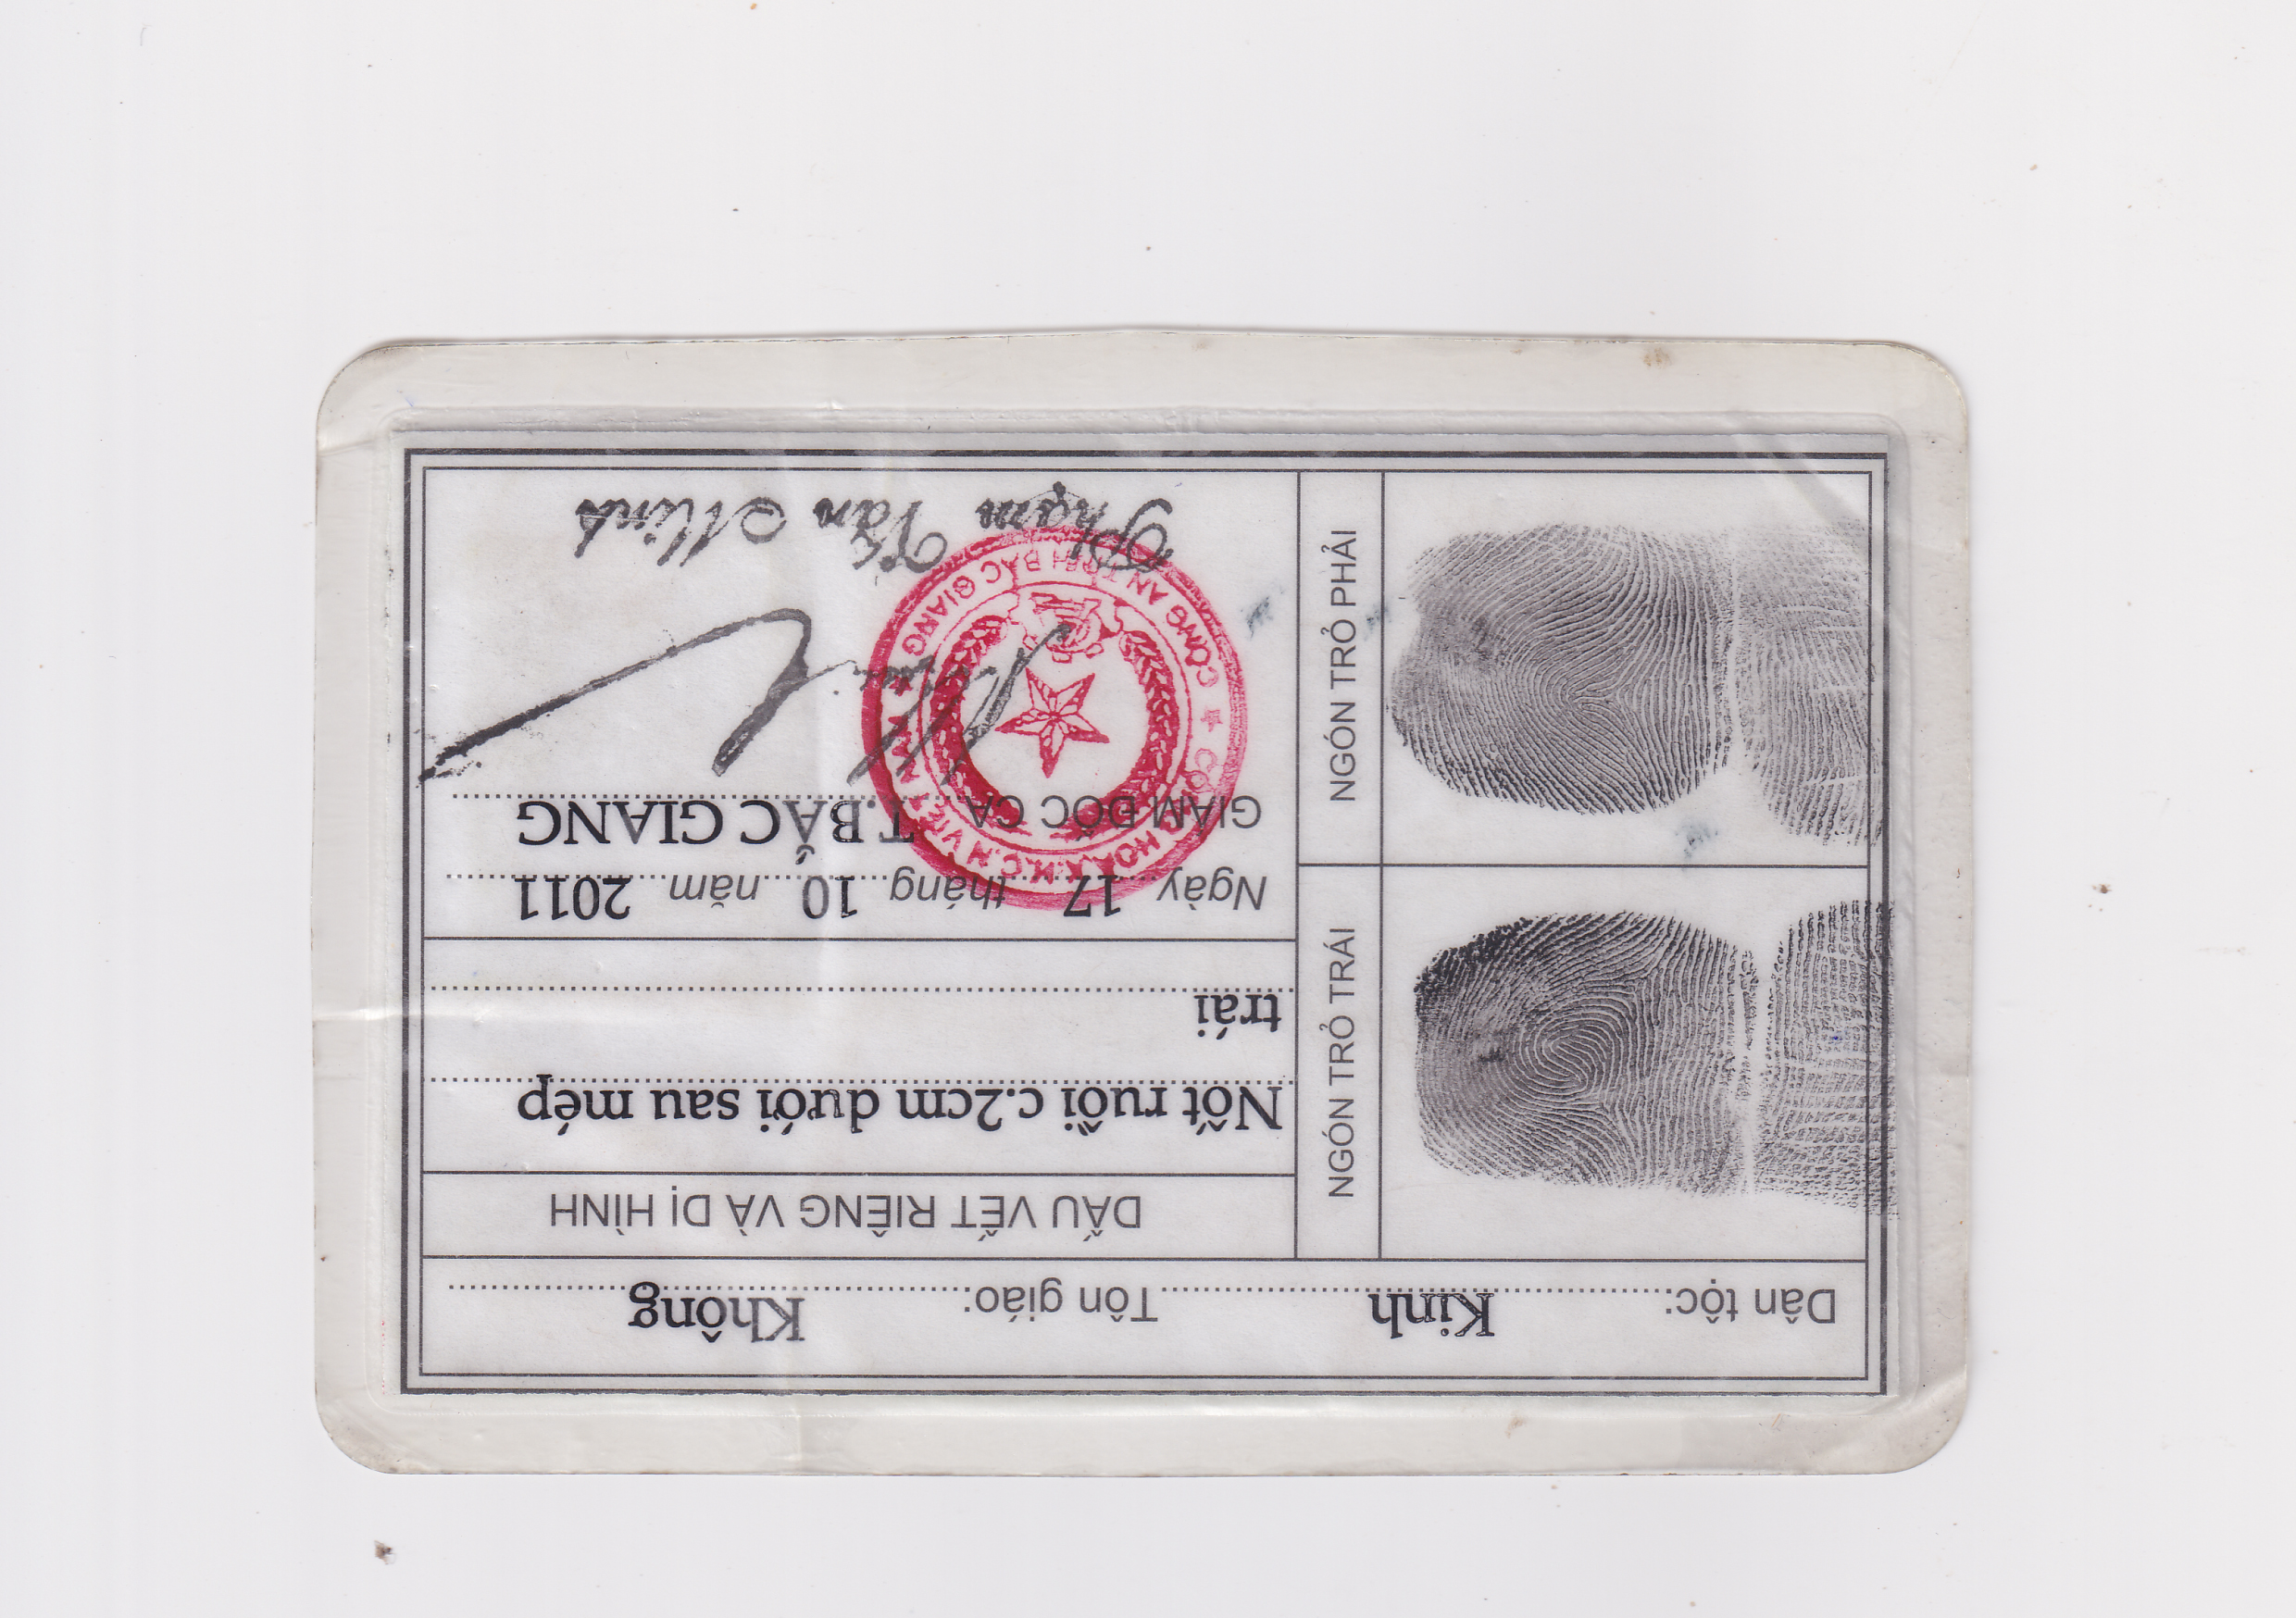 Dân tộc: Kinh Tôn giáo: Không
NGÓN TRỎ TRÁI
NGÓN TRỎ PHẢI
DẤU VẾT RIÊNG VÀ DỊ HÌNH
Nốt ruồi c.2cm dưới sau mép
trái
Ngày 17 tháng 10 năm 2011
GIÁM ĐỐC CA. T.BẮC GIANG
CỘNG HÒA X.H.C.N VIỆT NAM ★ CÔNG AN TỈNH BẮC GIANG ★
Phạm Văn Minh